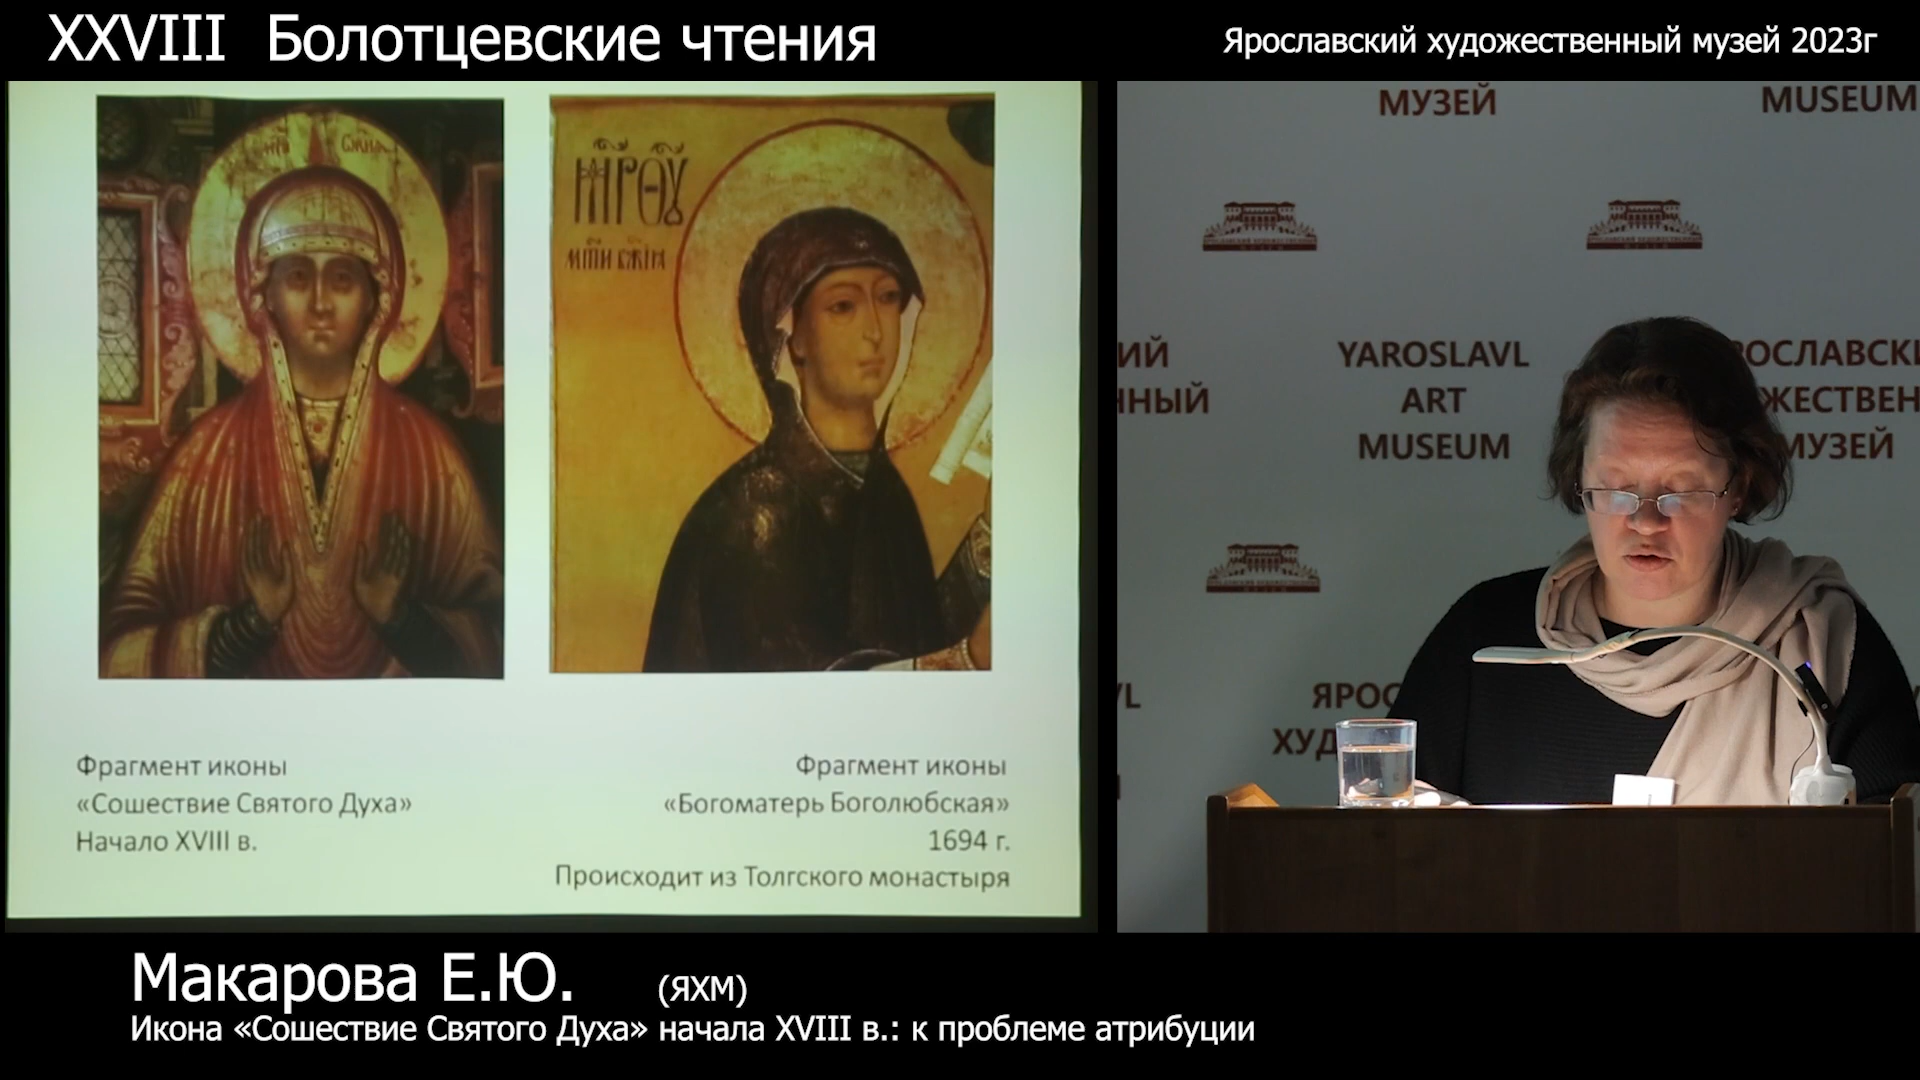 XXVIII Болотцевские чтения
Ярославский художественный музей 2023г
Фрагмент иконы
«Сошествие Святого Духа»
Начало XVIII в.
Фрагмент иконы
«Богоматерь Боголюбская»
1694 г.
Происходит из Толгского монастыря
МУЗЕЙ
MUSEUM
YAROSLAVL
ART
MUSEUM
МУЗЕЙ
Макарова Е.Ю. (ЯХМ)
Икона «Сошествие Святого Духа» начала XVIII в.: к проблеме атрибуции